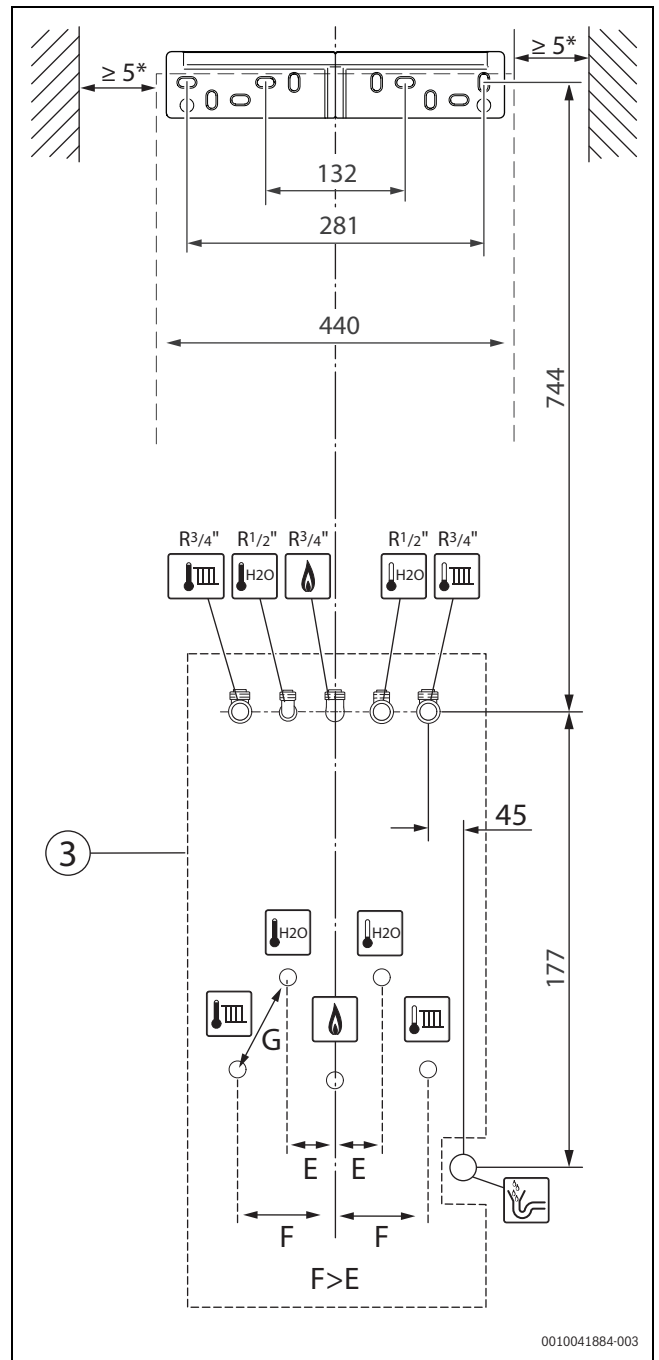 ≥ 5*
≥ 5*
132
281
440
744
R3/4" R1/2" R3/4" R1/2" R3/4"
H2O
H2O
45
3
177
H2O
H2O
G
E E
F F
F>E
0010041884-003